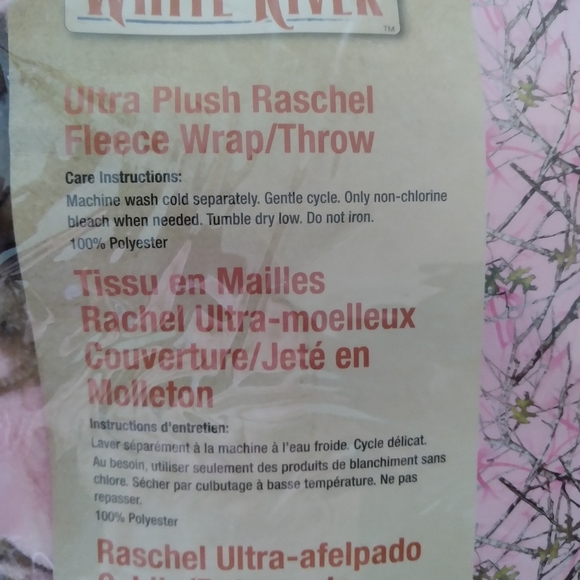 WHITE RIVER
TM
Ultra Plush Raschel
Fleece Wrap/Throw
Care Instructions:
Machine wash cold separately. Gentle cycle. Only non-chlorine
bleach when needed. Tumble dry low. Do not iron.
100% Polyester
Tissu en Mailles
Rachel Ultra-moelleux
Couverture/Jeté en
Molleton
Instructions d'entretien:
Laver séparément à la machine à l'eau froide. Cycle délicat.
Au besoin, utiliser seulement des produits de blanchiment sans
chlore. Sécher par culbutage à basse température. Ne pas
repasser.
100% Polyester
Raschel Ultra-afelpado